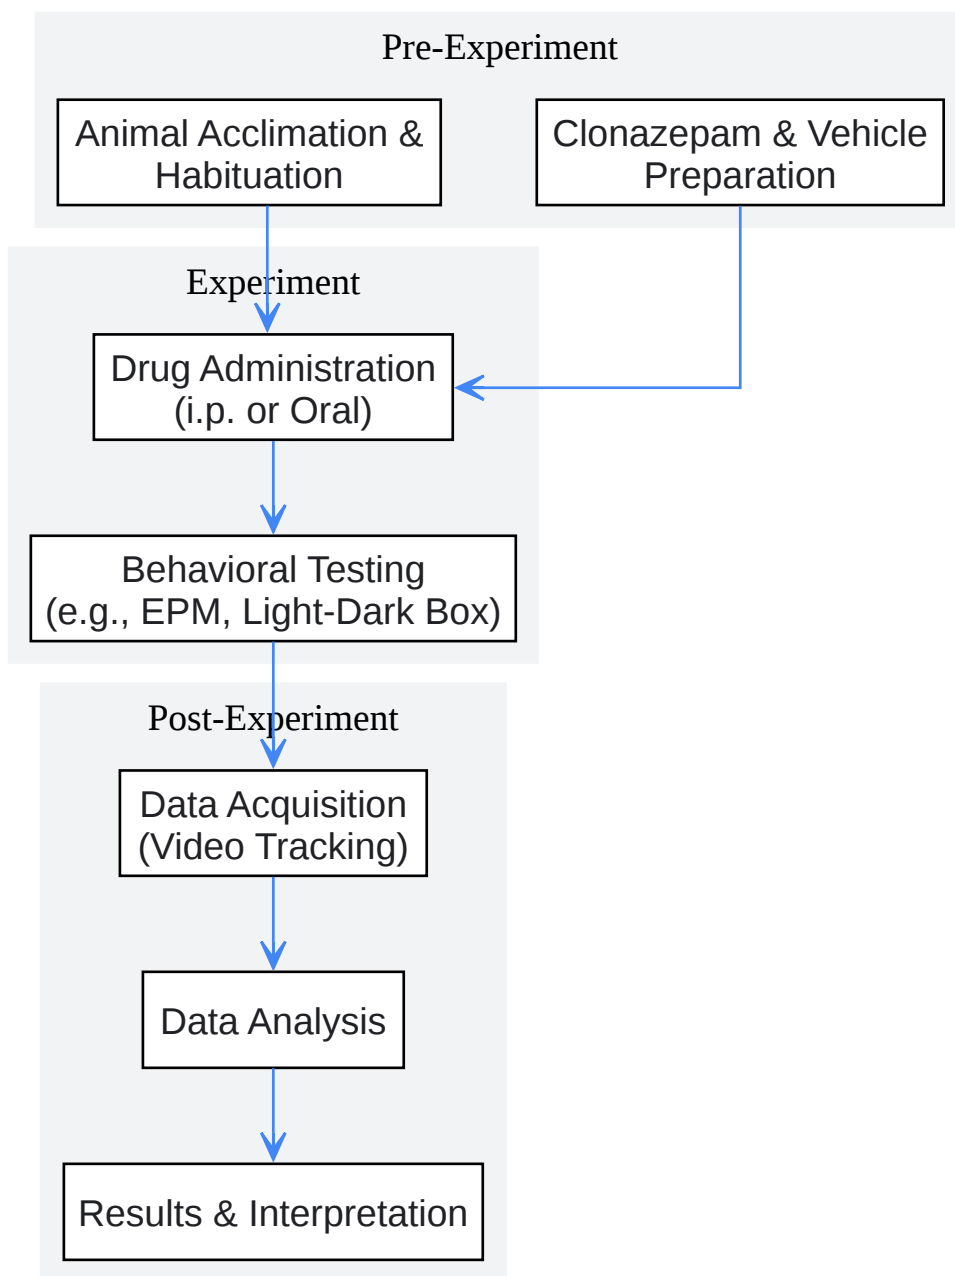 Pre-Experiment
Animal Acclimation &
Habituation
Clonazepam & Vehicle
Preparation
Experiment
Drug Administration
(i.p. or Oral)
Behavioral Testing
(e.g., EPM, Light-Dark Box)
Post-Experiment
Data Acquisition
(Video Tracking)
Data Analysis
Results & Interpretation